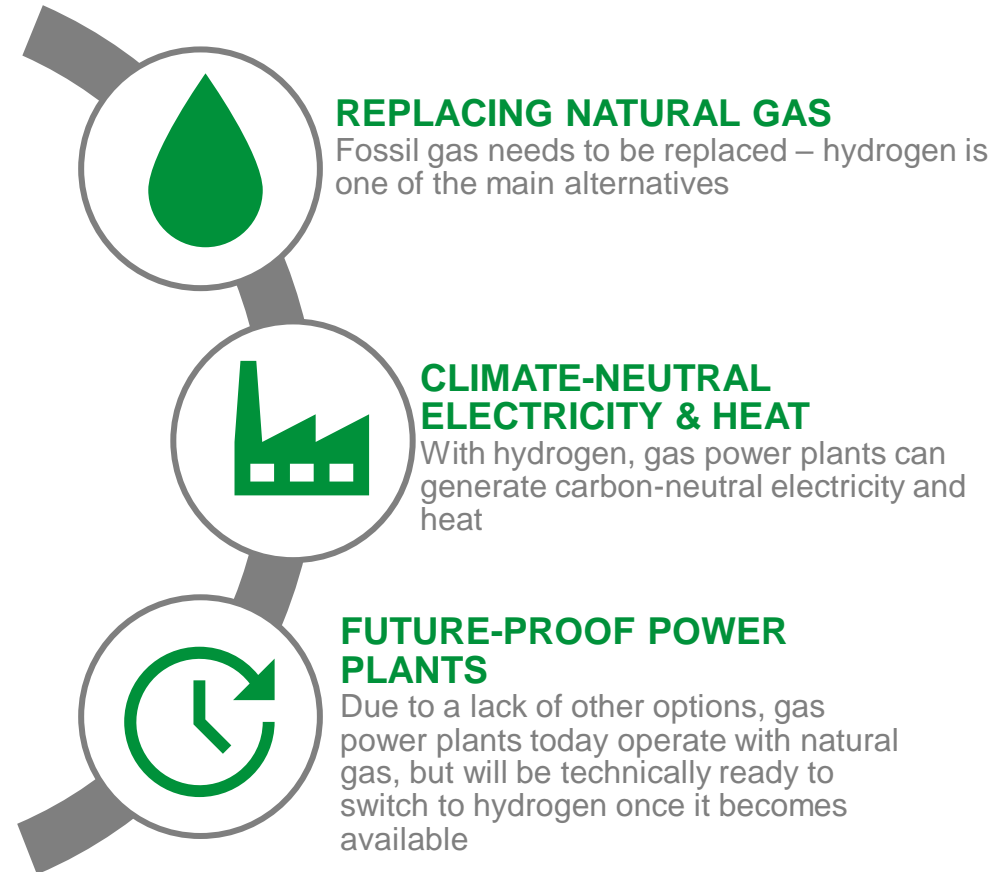 REPLACING NATURAL GAS
Fossil gas needs to be replaced – hydrogen is
one of the main alternatives
CLIMATE-NEUTRAL
ELECTRICITY & HEAT
With hydrogen, gas power plants can
generate carbon-neutral electricity and
heat
FUTURE-PROOF POWER
PLANTS
Due to a lack of other options, gas
power plants today operate with natural
gas, but will be technically ready to
switch to hydrogen once it becomes
available